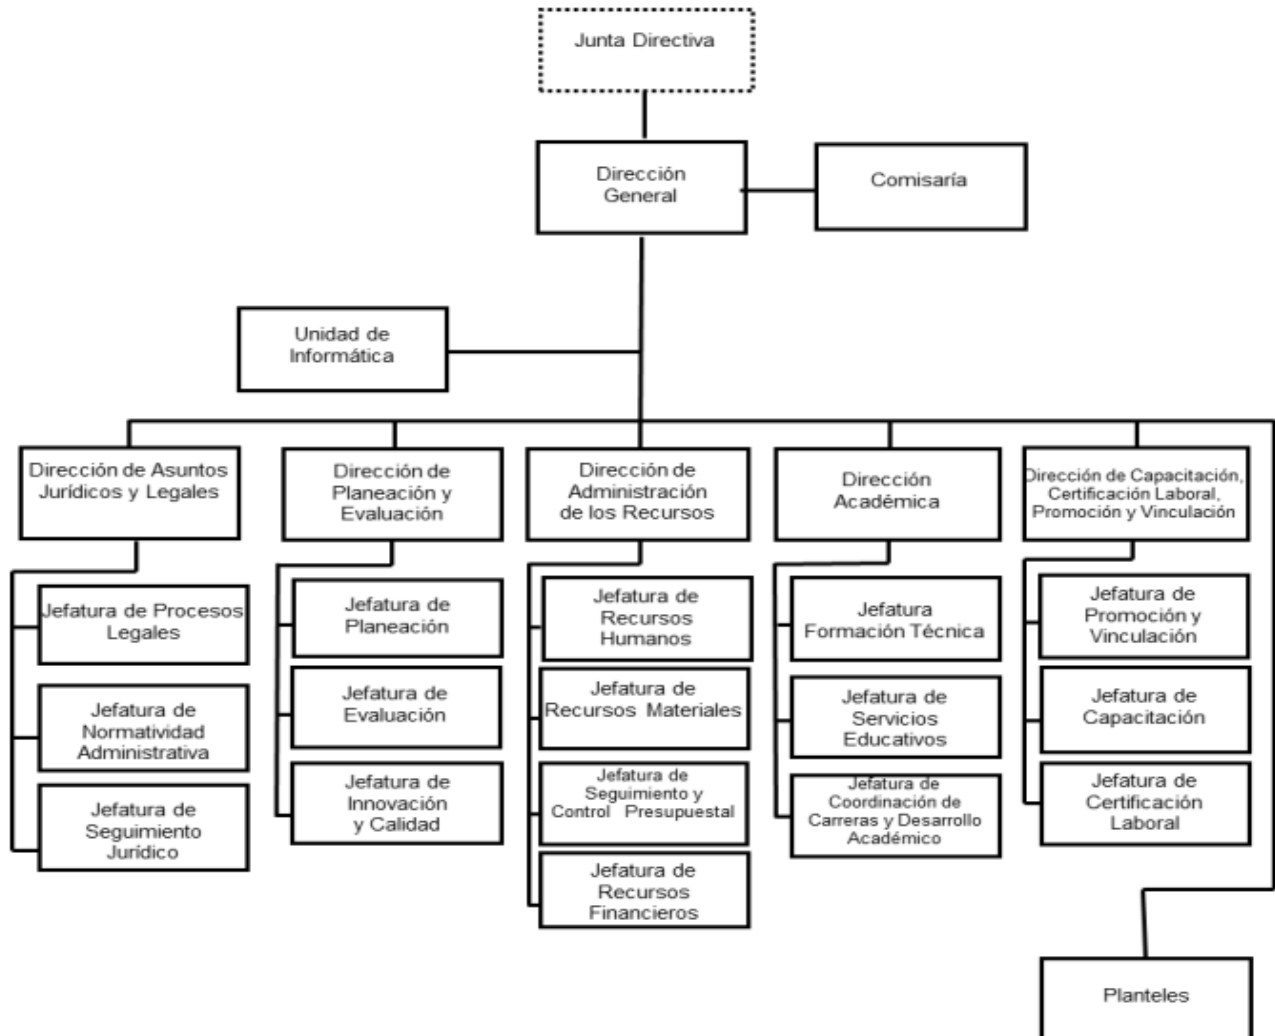 Junta Directiva
Dirección
General
Comisaría
Unidad de
Informática
Dirección de Asuntos
Jurídicos y Legales
Dirección de
Planeación y
Evaluación
Dirección de
Administración
de los Recursos
Dirección
Académica
Dirección de Capacitación,
Certificación Laboral,
Promoción y Vinculación
Jefatura de Procesos
Legales
Jefatura de
Normatividad
Administrativa
Jefatura de
Seguimiento
Jurídico
Jefatura de
Planeación
Jefatura de
Evaluación
Jefatura de
Innovación
y Calidad
Jefatura de
Recursos
Humanos
Jefatura de
Recursos Materiales
Jefatura de
Seguimiento y
Control Presupuestal
Jefatura de
Recursos
Financieros
Jefatura
Formación Técnica
Jefatura de
Servicios
Educativos
Jefatura de
Coordinación de
Carreras y Desarrollo
Académico
Jefatura de
Promoción y
Vinculación
Jefatura de
Capacitación
Jefatura de
Certificación
Laboral
Planteles